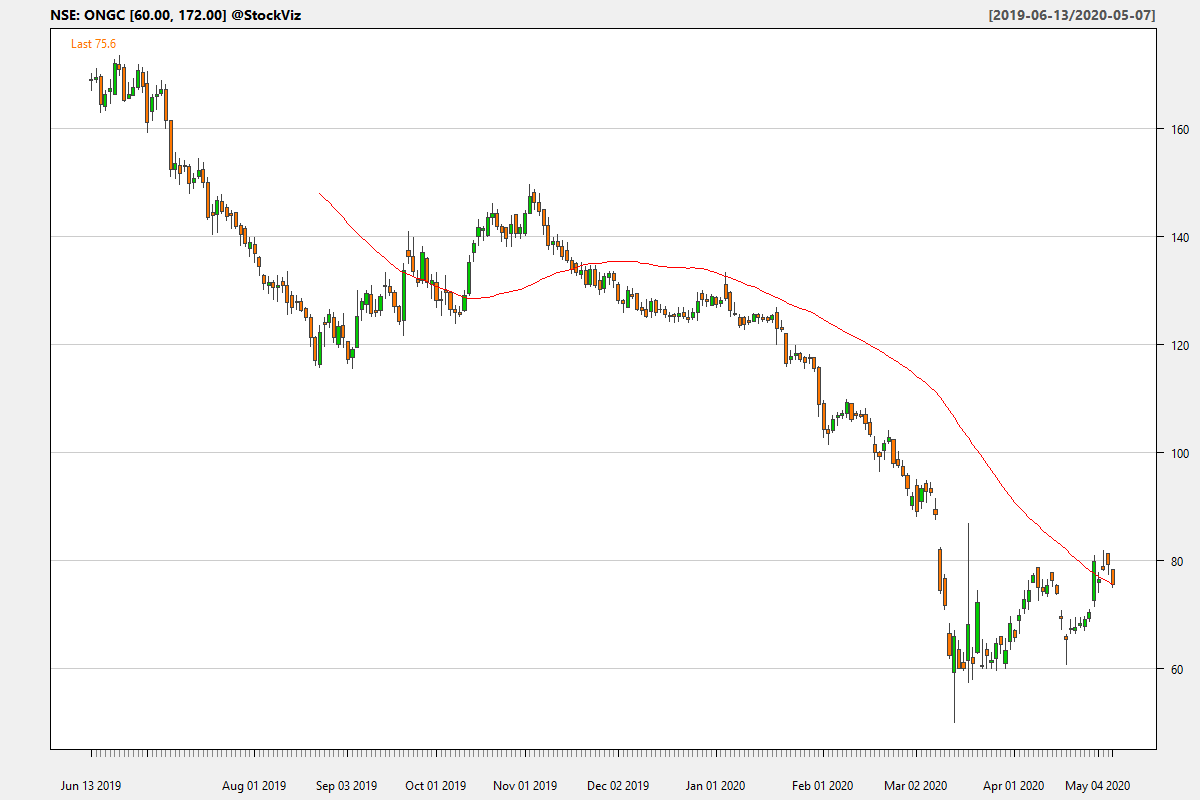 NSE: ONGC [60.00, 172.00] @StockViz [2019-06-13/2020-05-07]
Last 75.6
160
140
120
100
80
60
Jun 13 2019 Aug 01 2019 Sep 03 2019 Oct 01 2019 Nov 01 2019 Dec 02 2019 Jan 01 2020 Feb 01 2020 Mar 02 2020 Apr 01 2020 May 04 2020